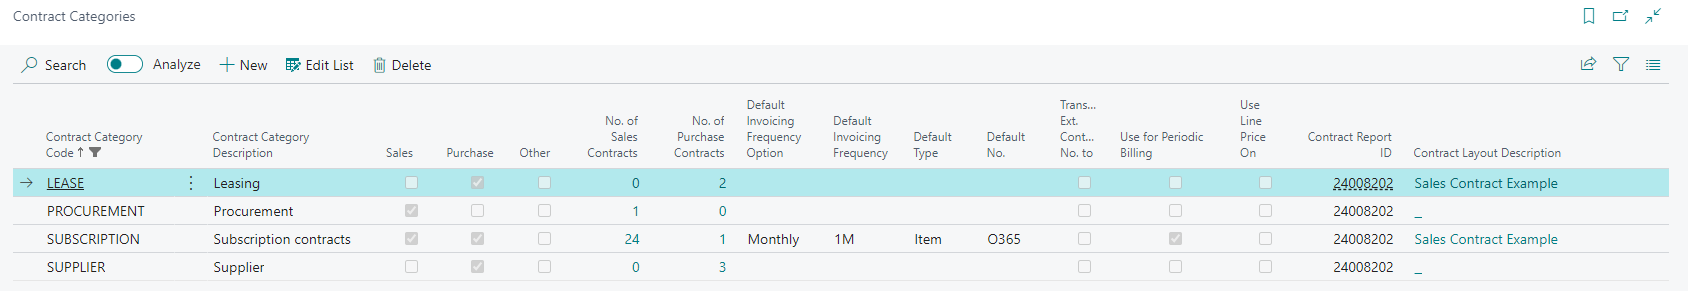 Contract Categories
Search Analyze New Edit List Delete
Contract Category Code
Contract Category Description
Sales
Purchase
Other
No. of Sales Contracts
No. of Purchase Contracts
Default Invoicing Frequency Option
Default Invoicing Frequency
Default Type
Default No.
Trans... Ext. Cont... No. to
Use for Periodic Billing
Use Line Price On
Contract Report ID
Contract Layout Description
LEASE Leasing 0 2 24008202 Sales Contract Example
PROCUREMENT Procurement 1 0 24008202 _
SUBSCRIPTION Subscription contracts 24 1 Monthly 1M Item O365 24008202 Sales Contract Example
SUPPLIER Supplier 0 3 24008202 _